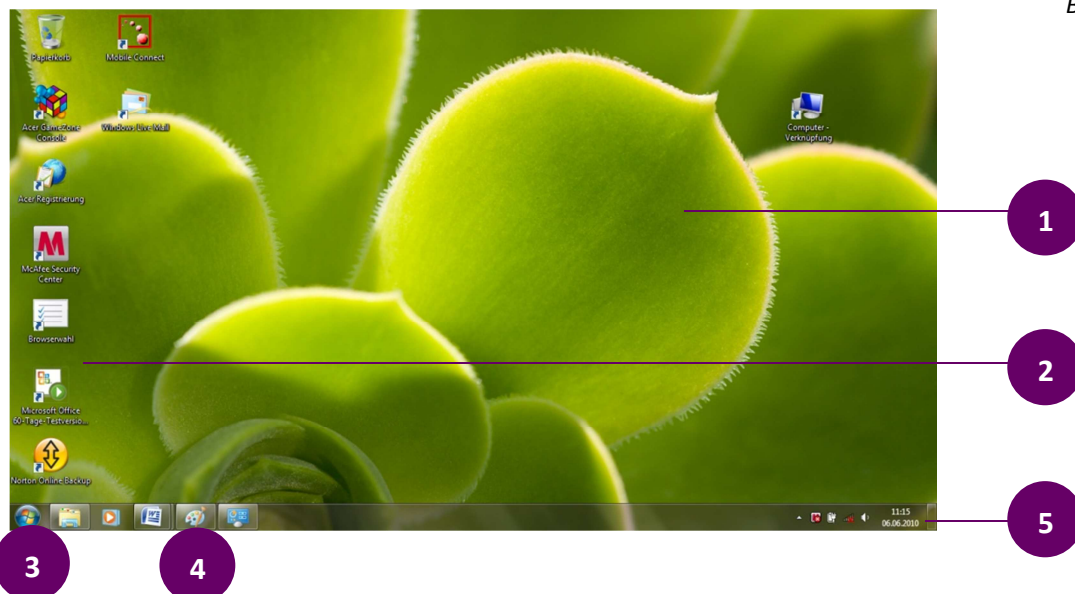 B
Papierkorb
Mobile Connect
Acer GameZone
Console
Windows Live Mail
Computer -
Verknüpfung
Acer Registrierung
1
McAfee Security
Center
Browserwahl
2
Microsoft Office
60-Tage-Testversio...
Norton Online Backup
11:15
06.06.2010
5
3
4